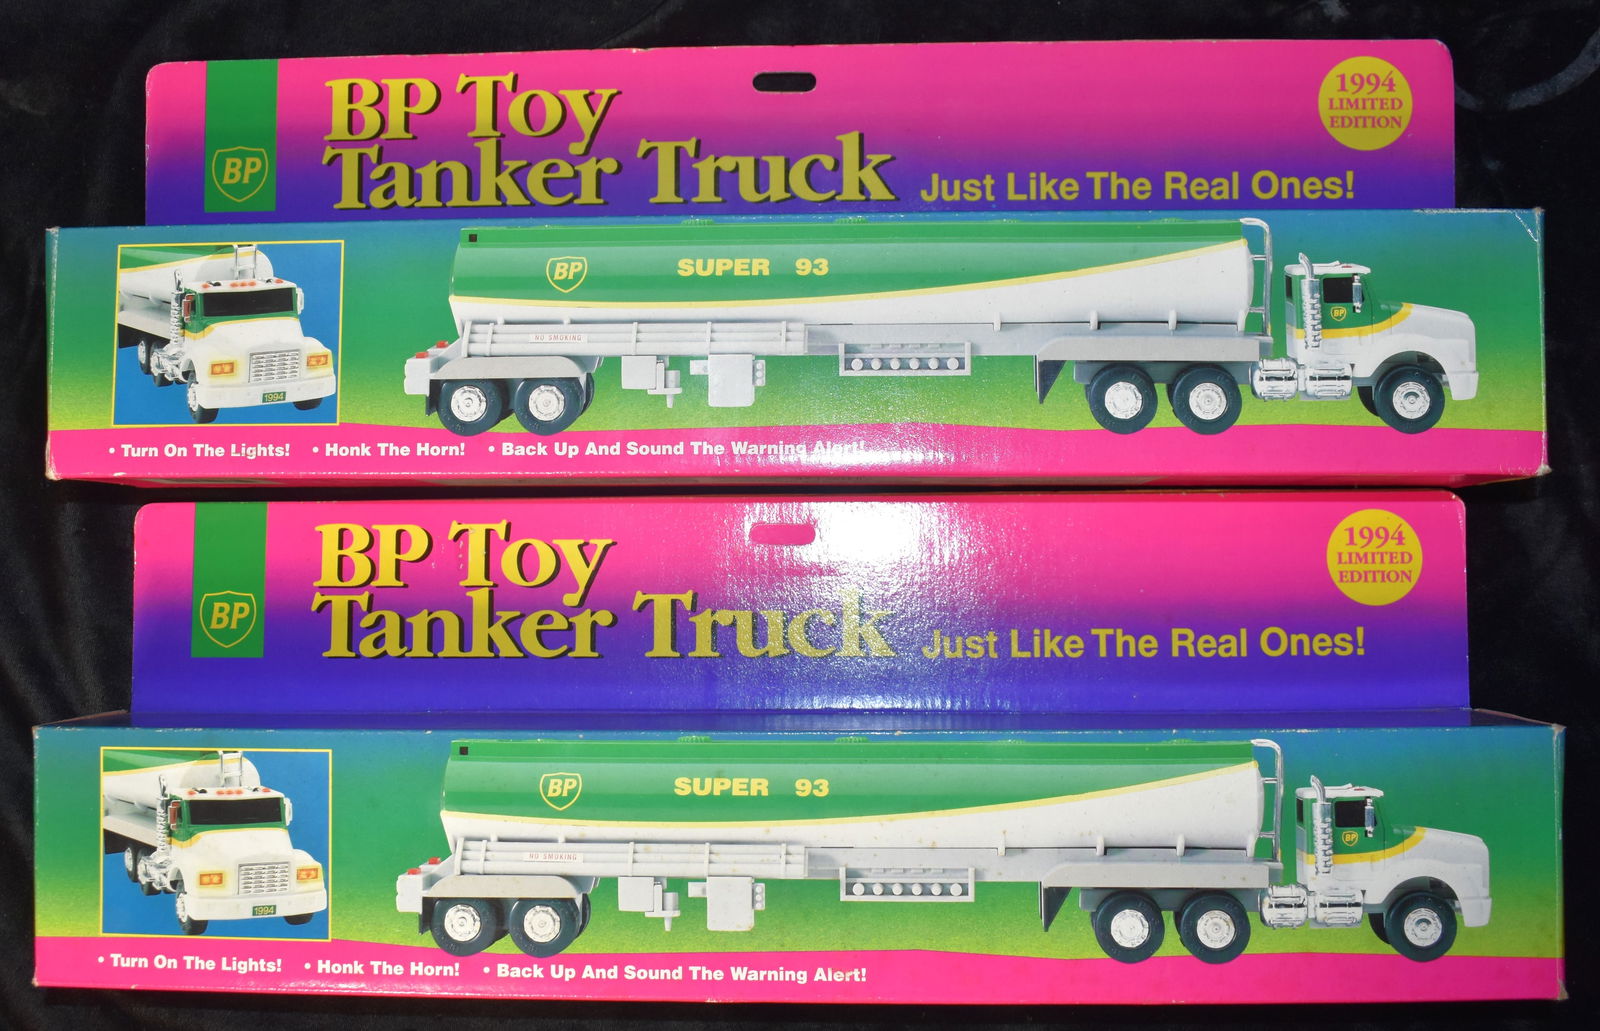 BP
BP Toy
Tanker Truck
Just Like The Real Ones!
1994
LIMITED
EDITION
BP
SUPER 93
BP
NO SMOKING
1994
• Turn On The Lights! • Honk The Horn! • Back Up And Sound The Warning Alert!
BP
BP Toy
Tanker Truck
Just Like The Real Ones!
1994
LIMITED
EDITION
BP
SUPER 93
BP
NO SMOKING
1994
• Turn On The Lights! • Honk The Horn! • Back Up And Sound The Warning Alert!